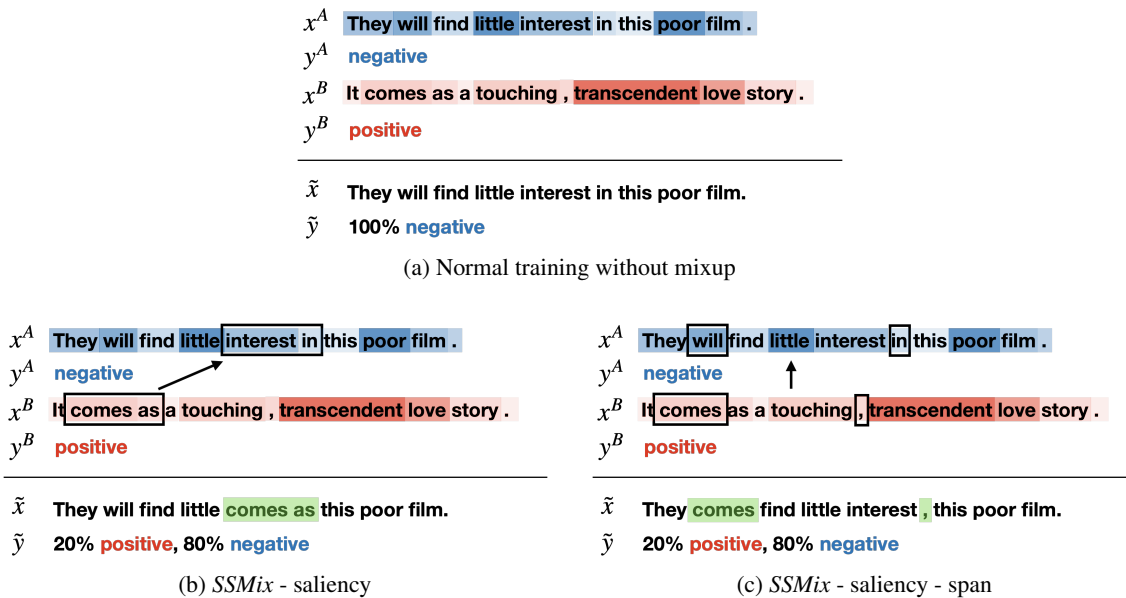 x^A They will find little interest in this poor film .
y^A negative
x^B It comes as a touching , transcendent love story .
y^B positive
x̃ They will find little interest in this poor film.
ỹ 100% negative
(a) Normal training without mixup
x^A They will find little interest in this poor film .
y^A negative
x^B It comes as a touching , transcendent love story .
y^B positive
x̃ They will find little comes as this poor film.
ỹ 20% positive, 80% negative
(b) SSMix - saliency
x^A They will find little interest in this poor film .
y^A negative
x^B It comes as a touching , transcendent love story .
y^B positive
x̃ They comes find little interest , this poor film.
ỹ 20% positive, 80% negative
(c) SSMix - saliency - span